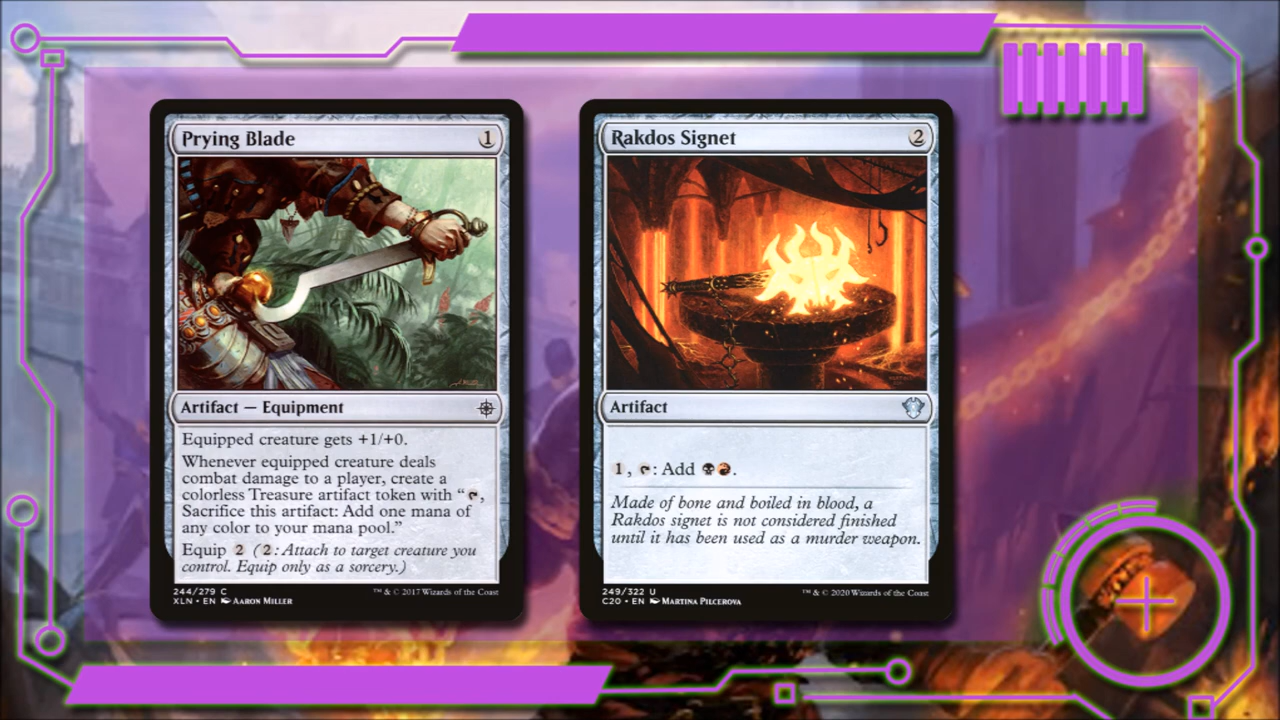 Prying Blade 1
Artifact — Equipment
Equipped creature gets +1/+0.
Whenever equipped creature deals
combat damage to a player, create a
colorless Treasure artifact token with “,
Sacrifice this artifact: Add one mana of
any color to your mana pool.”
Equip 2 (2: Attach to target creature you
control. Equip only as a sorcery.)
244/279 C
XLN • EN AARON MILLER
™ & © 2017 Wizards of the Coast
Rakdos Signet 2
Artifact
1, : Add .
Made of bone and boiled in blood, a
Rakdos signet is not considered finished
until it has been used as a murder weapon.
249/322 U
C20 • EN MARTINA PILCEROVA
™ & © 2020 Wizards of the Coast